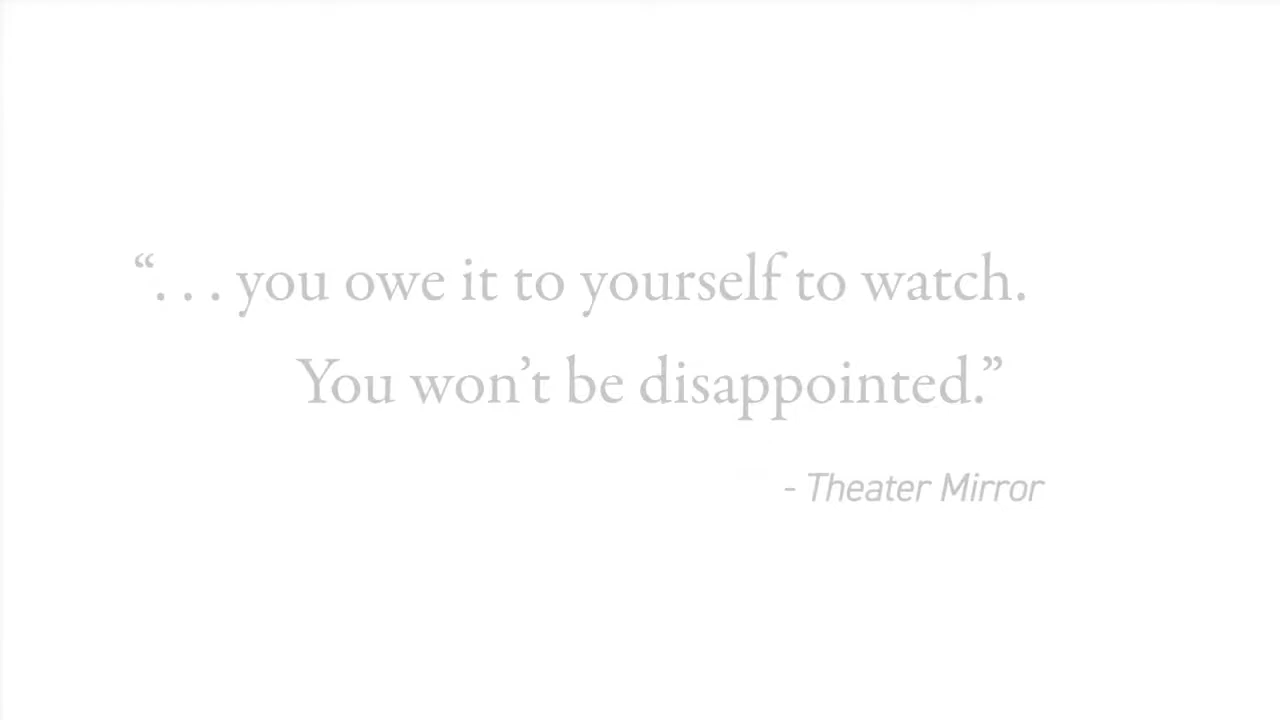 “. . . you owe it to yourself to watch.
You won’t be disappointed.”
- Theater Mirror